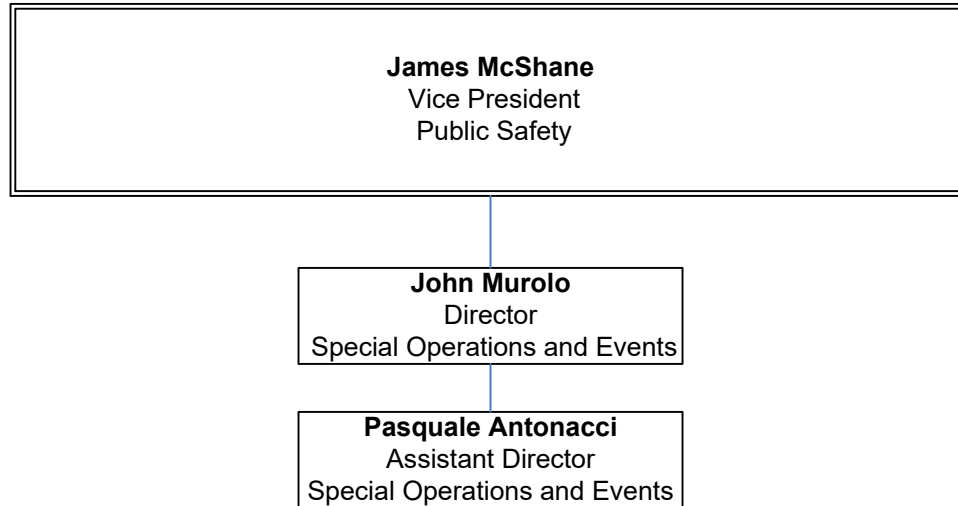 James McShane
Vice President
Public Safety
John Murolo
Director
Special Operations and Events
Pasquale Antonacci
Assistant Director
Special Operations and Events